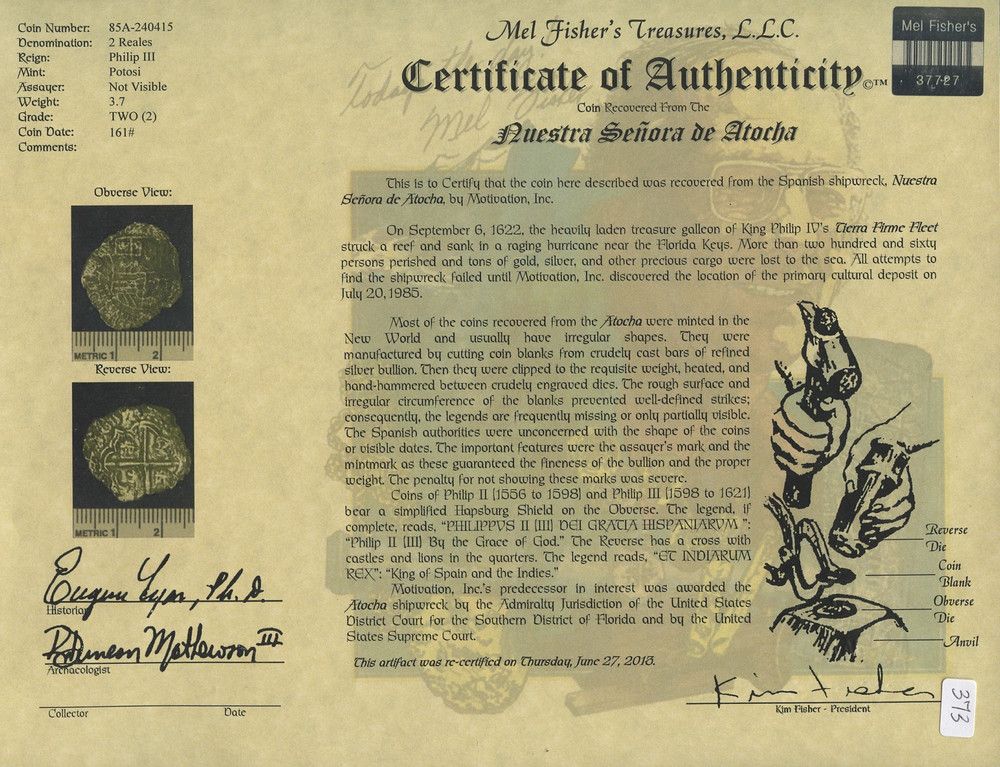 Mel Fisher's Treasures, L.L.C.
Certificate of Authenticity©™
Coin Recovered From The
Nuestra Señora de Atocha
Mel Fisher's
37727
Coin Number: 85A-240415
Denomination: 2 Reales
Reign: Philip III
Mint: Potosi
Assayer: Not Visible
Weight: 3.7
Grade: TWO (2)
Coin Date: 161#
Comments:
Today the day
Mel Fisher
Obverse View:
METRIC 1 2
Reverse View:
METRIC 1 2
This is to Certify that the coin here described was recovered from the Spanish shipwreck, Nuestra
Señora de Atocha, by Motivation, Inc.
On September 6, 1622, the heavily laden treasure galleon of King Philip IV's Tierra Firme Fleet
struck a reef and sank in a raging hurricane near the Florida Keys. More than two hundred and sixty
persons perished and tons of gold, silver, and other precious cargo were lost to the sea. All attempts to
find the shipwreck failed until Motivation, Inc. discovered the location of the primary cultural deposit on
July 20, 1985.
Most of the coins recovered from the Atocha were minted in the
New World and usually have irregular shapes. They were
manufactured by cutting coin blanks from crudely cast bars of refined
silver bullion. Then they were clipped to the requisite weight, heated, and
hand-hammered between crudely engraved dies. The rough surface and
irregular circumference of the blanks prevented well-defined strikes;
consequently, the legends are frequently missing or only partially visible.
The Spanish authorities were unconcerned with the shape of the coins
or visible dates. The important features were the assayer's mark and the
mintmark as these guaranteed the fineness of the bullion and the proper
weight. The penalty for not showing these marks was severe.
Coins of Philip II (1556 to 1598) and Philip III (1598 to 1621)
bear a simplified Hapsburg Shield on the Obverse. The legend, if
complete, reads, "PHILIPPVS II (III) DEI GRATIA HISPANIARVM ":
"Philip II (III) By the Grace of God." The Reverse has a cross with
castles and lions in the quarters. The legend reads, "ET INDIARUM
REX": "King of Spain and the Indies."
Motivation, Inc.'s predecessor in interest was awarded the
Atocha shipwreck by the Admiralty Jurisdiction of the United States
District Court for the Southern District of Florida and by the United
States Supreme Court.
This artifact was re-certified on Thursday, June 27, 2013.
Reverse
Die
Coin
Blank
Obverse
Die
Anvil
Eugene Lyon, Ph.D.
Historian
R Duncan Mathewson III
Archaeologist
Collector Date
Kim Fisher
Kim Fisher - President
373